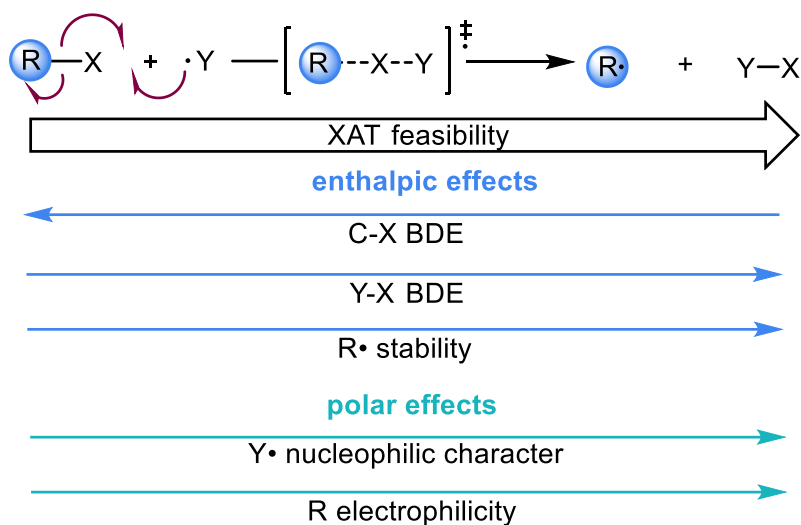 R—X + •Y [R---X--Y]‡• R• + Y—X
XAT feasibility
enthalpic effects
C-X BDE
Y-X BDE
R• stability
polar effects
Y• nucleophilic character
R electrophilicity